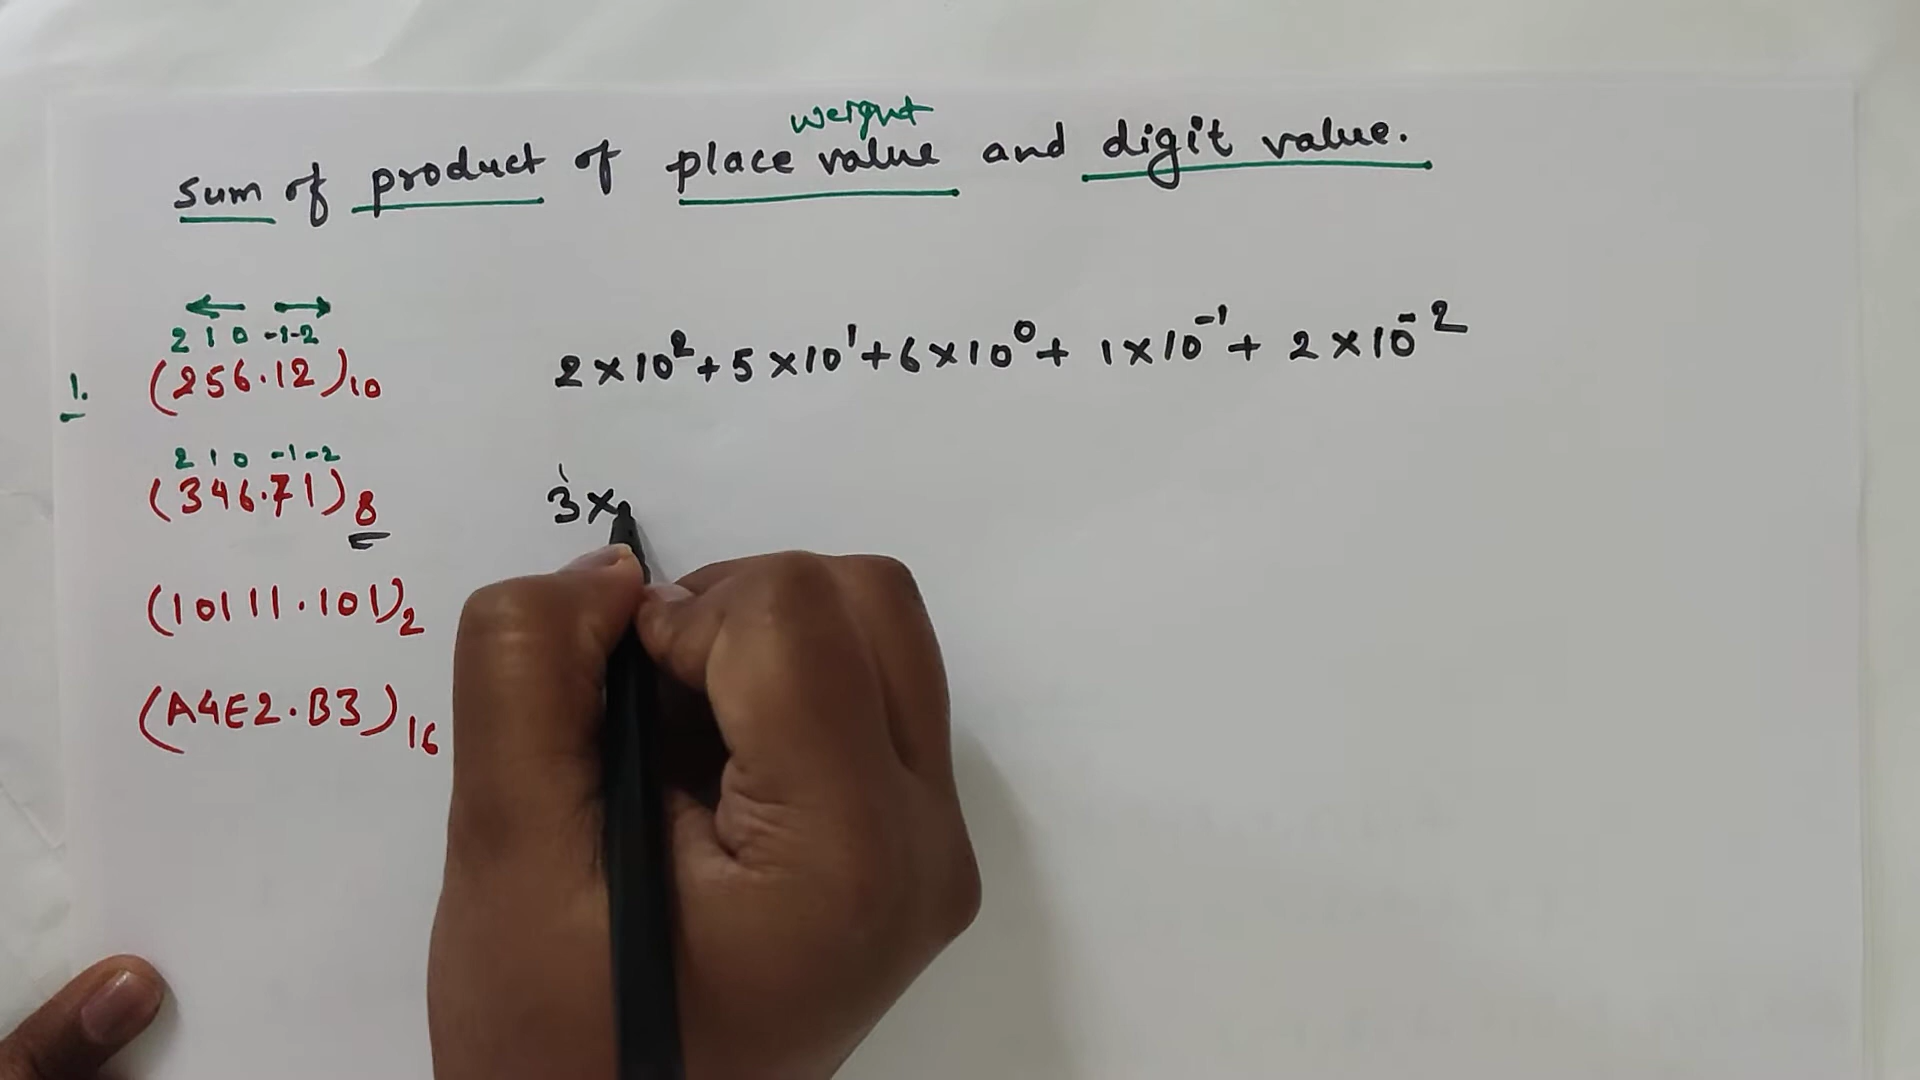 weight
sum of product of place value and digit value.
2 1 0 -1-2
1. (256.12)10 2×10² + 5×10¹ + 6×10⁰ + 1×10⁻¹ + 2×10⁻²
2 1 0 -1-2
(346.71)8 3×
(10111.101)2
(A4E2.B3)16